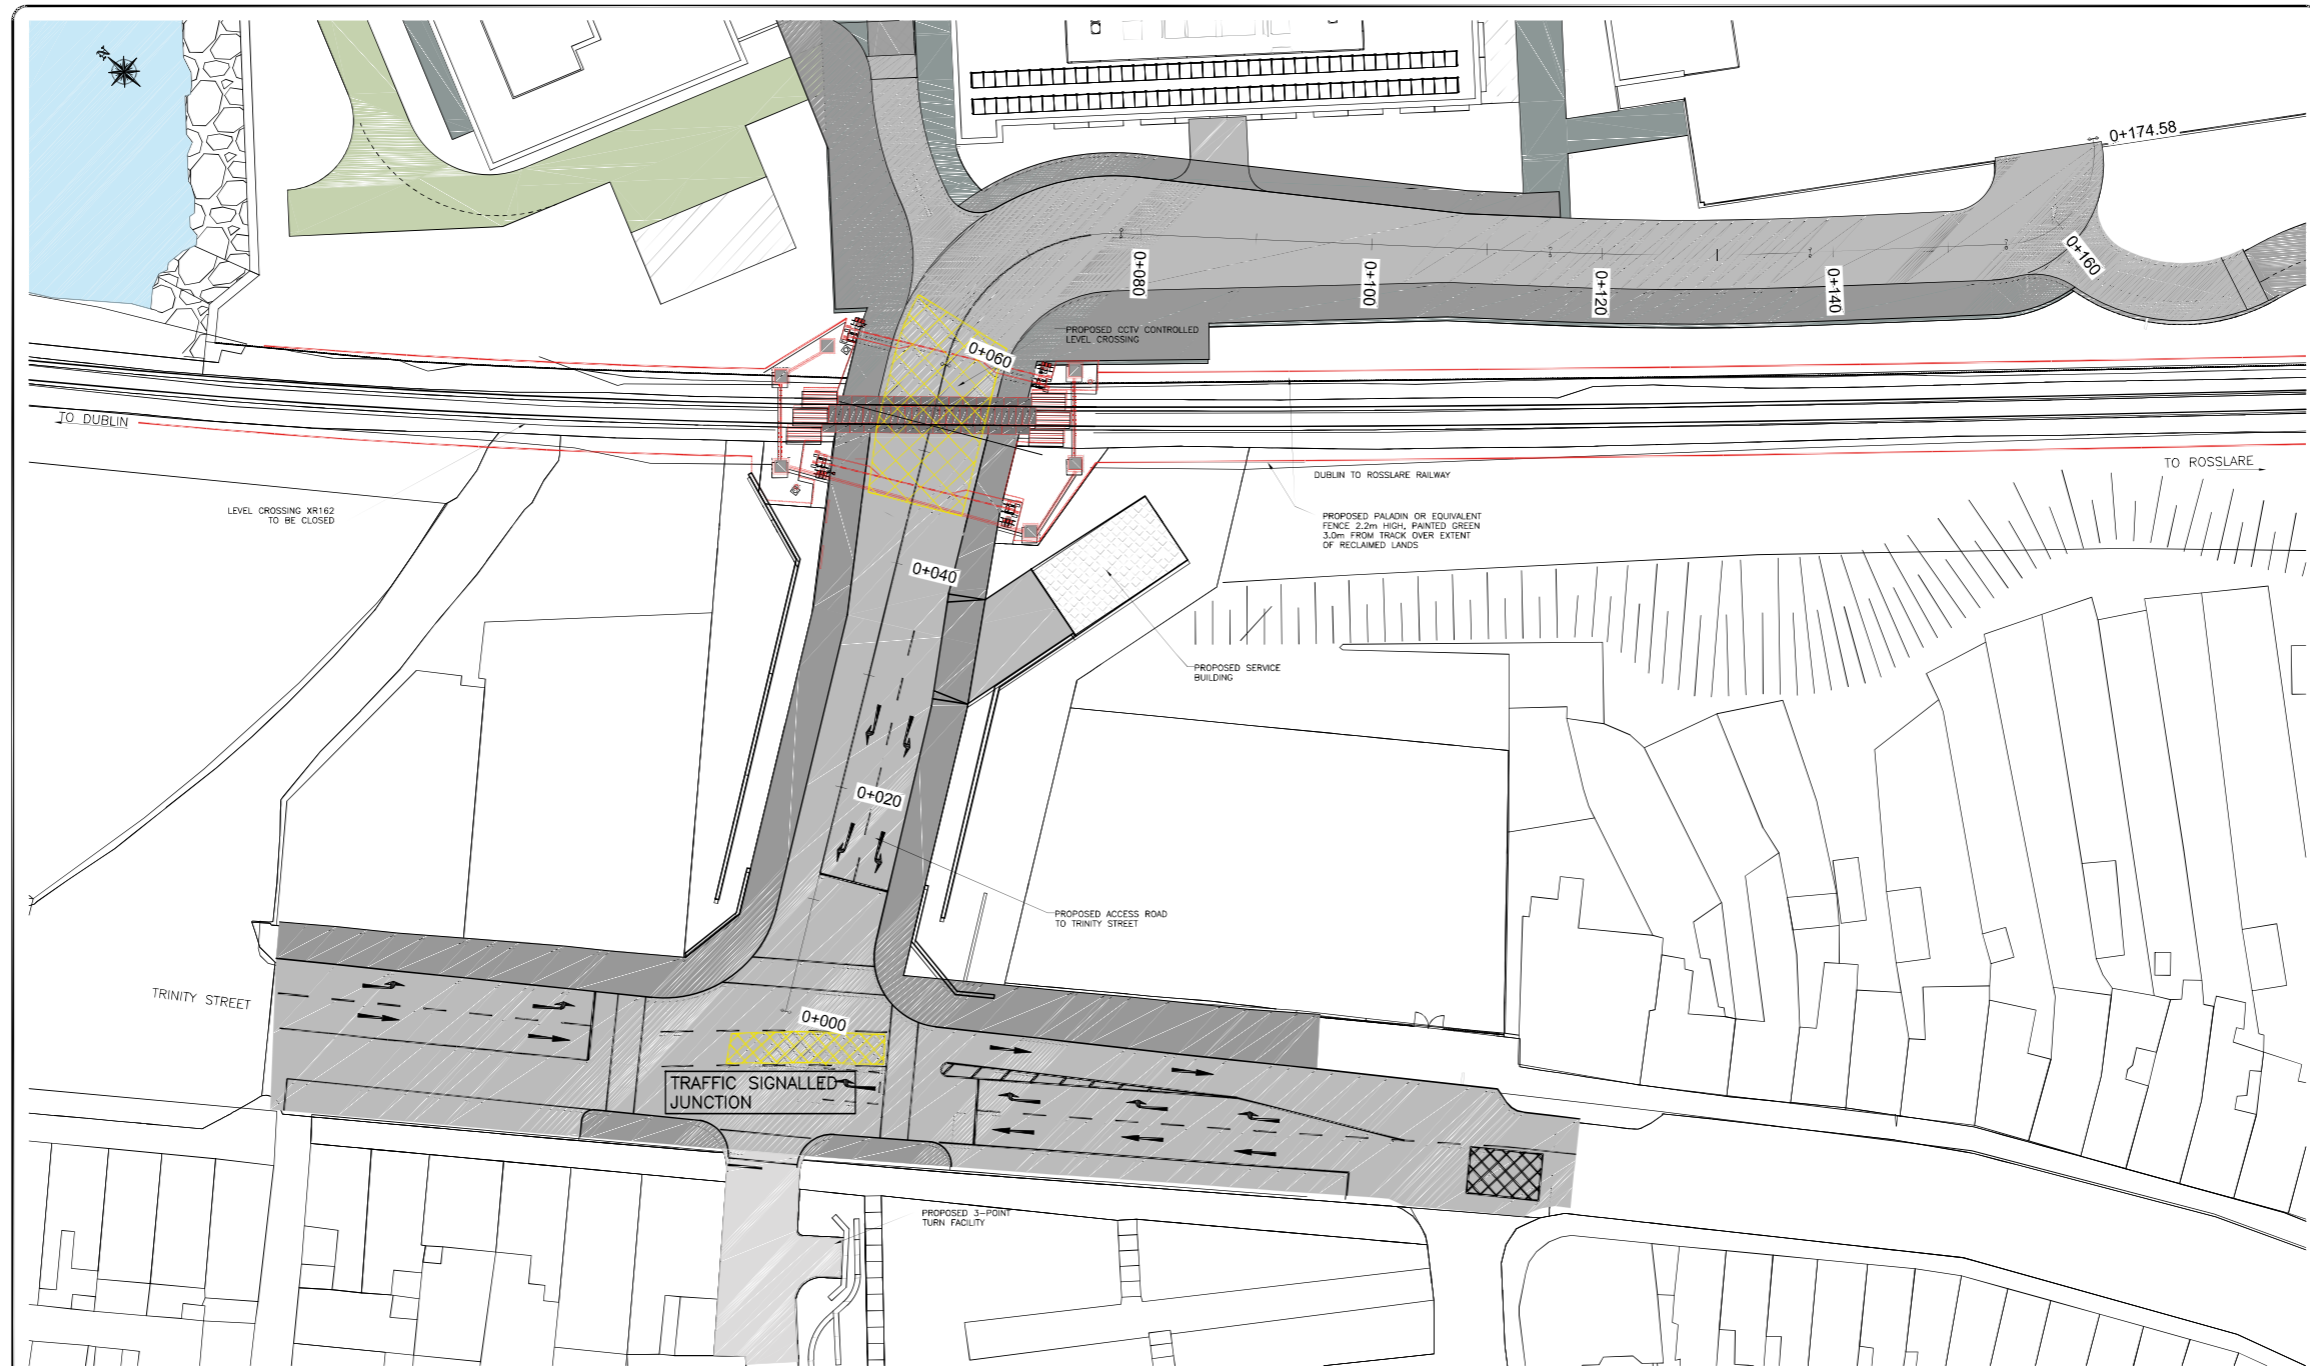 N
0+174.58
0+160
0+080
0+100
0+120
0+140
PROPOSED CCTV CONTROLLED
LEVEL CROSSING
0+060
TO DUBLIN
TO ROSSLARE
DUBLIN TO ROSSLARE RAILWAY
LEVEL CROSSING XR162
TO BE CLOSED
PROPOSED PALADIN OR EQUIVALENT
FENCE 2.2m HIGH, PAINTED GREEN
3.0m FROM TRACK OVER EXTENT
OF RECLAIMED LANDS
0+040
PROPOSED SERVICE
BUILDING
0+020
PROPOSED ACCESS ROAD
TO TRINITY STREET
TRINITY STREET
0+000
TRAFFIC SIGNALLED
JUNCTION
PROPOSED 3-POINT
TURN FACILITY